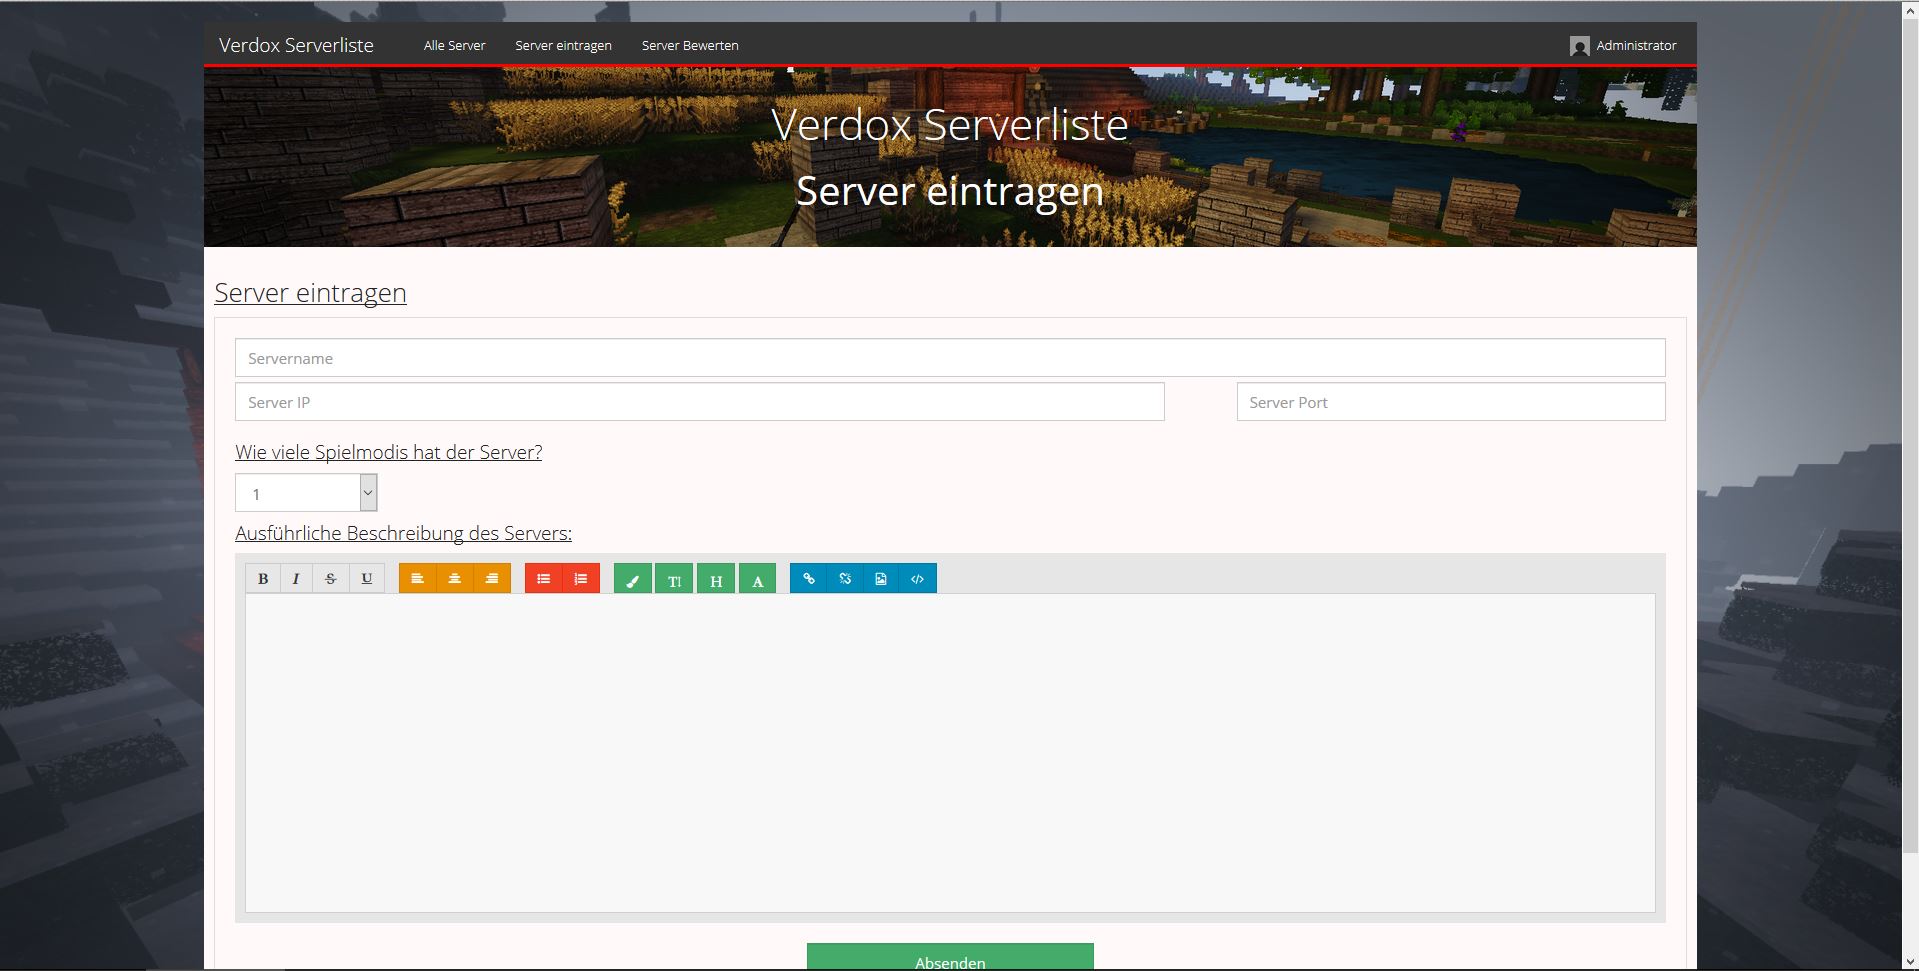 Verdox Serverliste Alle Server Server eintragen Server Bewerten Administrator
Verdox Serverliste
Server eintragen
Server eintragen
Servername
Server IP Server Port
Wie viele Spielmodis hat der Server?
1
Ausführliche Beschreibung des Servers:
B I S U T! H A </>
Absenden